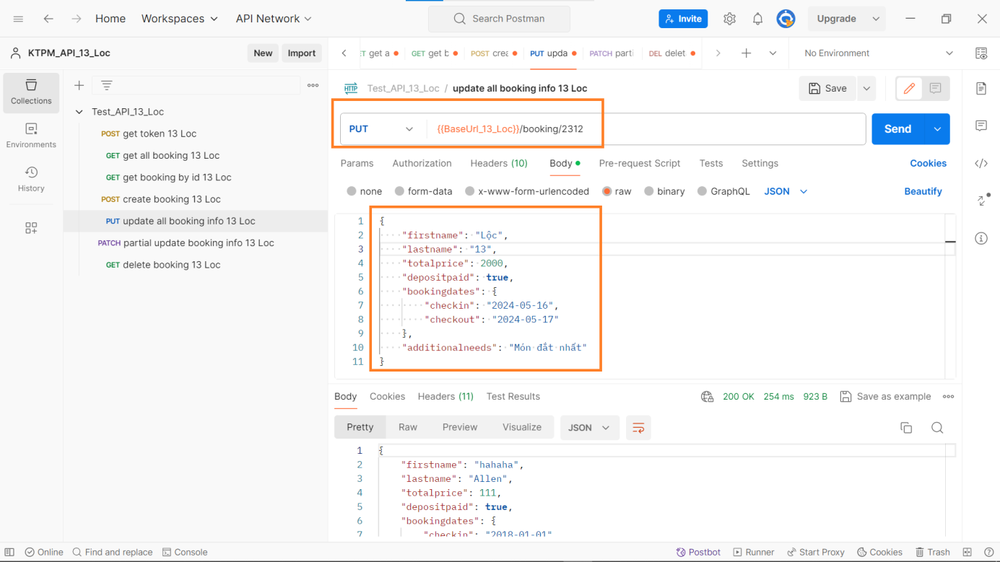 Home Workspaces API Network Search Postman Invite Upgrade
KTPM_API_13_Loc New Import
get a GET get b POST crea PUT upda PATCH parti DEL delet No Environment
Collections
Environments
History
Test_API_13_Loc
POST get token 13 Loc
GET get all booking 13 Loc
GET get booking by id 13 Loc
POST create booking 13 Loc
PUT update all booking info 13 Loc
PATCH partial update booking info 13 Loc
GET delete booking 13 Loc
HTTP Test_API_13_Loc / update all booking info 13 Loc Save
PUT {{BaseUrl_13_Loc}}/booking/2312 Send
Params Authorization Headers (10) Body Pre-request Script Tests Settings Cookies
none form-data x-www-form-urlencoded raw binary GraphQL JSON Beautify
1 {
2 "firstname": "Lộc",
3 "lastname": "13",
4 "totalprice": 2000,
5 "depositpaid": true,
6 "bookingdates": {
7 "checkin": "2024-05-16",
8 "checkout": "2024-05-17"
9 },
10 "additionalneeds": "Món đắt nhất"
11 }
Body Cookies Headers (11) Test Results 200 OK 254 ms 923 B Save as example
Pretty Raw Preview Visualize JSON
1 {
2 "firstname": "hahaha",
3 "lastname": "Allen",
4 "totalprice": 111,
5 "depositpaid": true,
6 "bookingdates": {
7 "checkin": "2018-01-01"
Online Find and replace Console Postbot Runner Start Proxy Cookies Trash